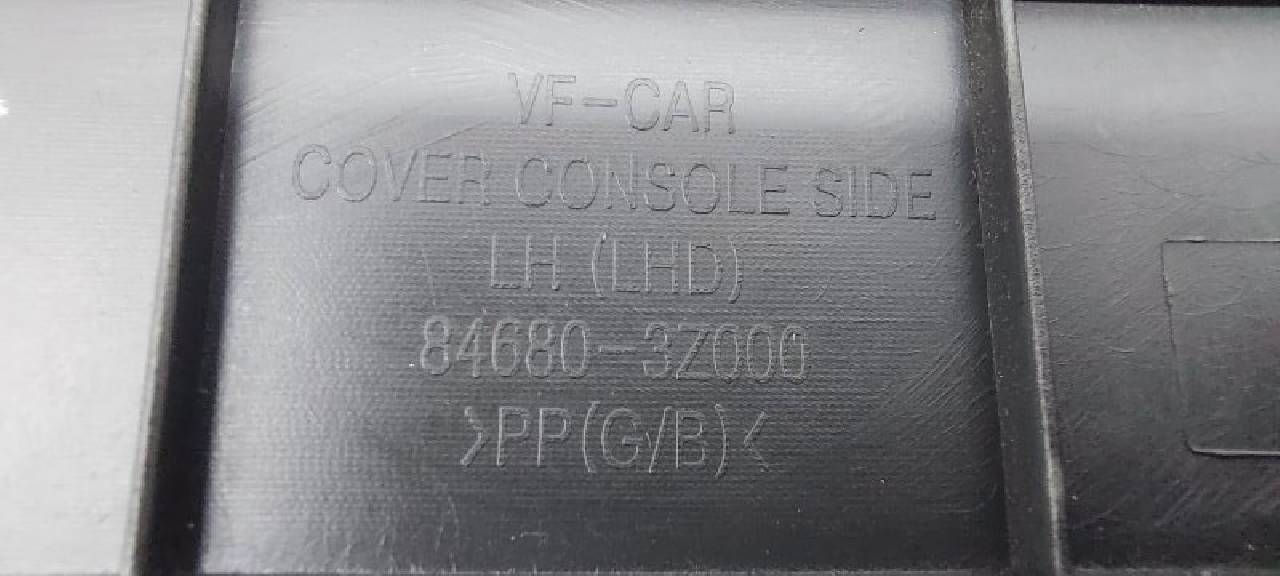 VF-CAR
COVER CONSOLE SIDE
LH (LHD)
84680-3Z000
>PP(G/B)<